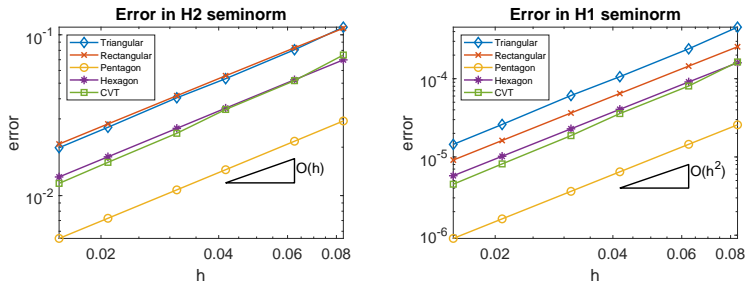 Error in H2 seminorm
10^-1
10^-2
error
Triangular
Rectangular
Pentagon
Hexagon
CVT
O(h)
0.02
0.04
0.06
0.08
h
Error in H1 seminorm
10^-4
10^-5
10^-6
error
Triangular
Rectangular
Pentagon
Hexagon
CVT
O(h^2)
0.02
0.04
0.06
0.08
h